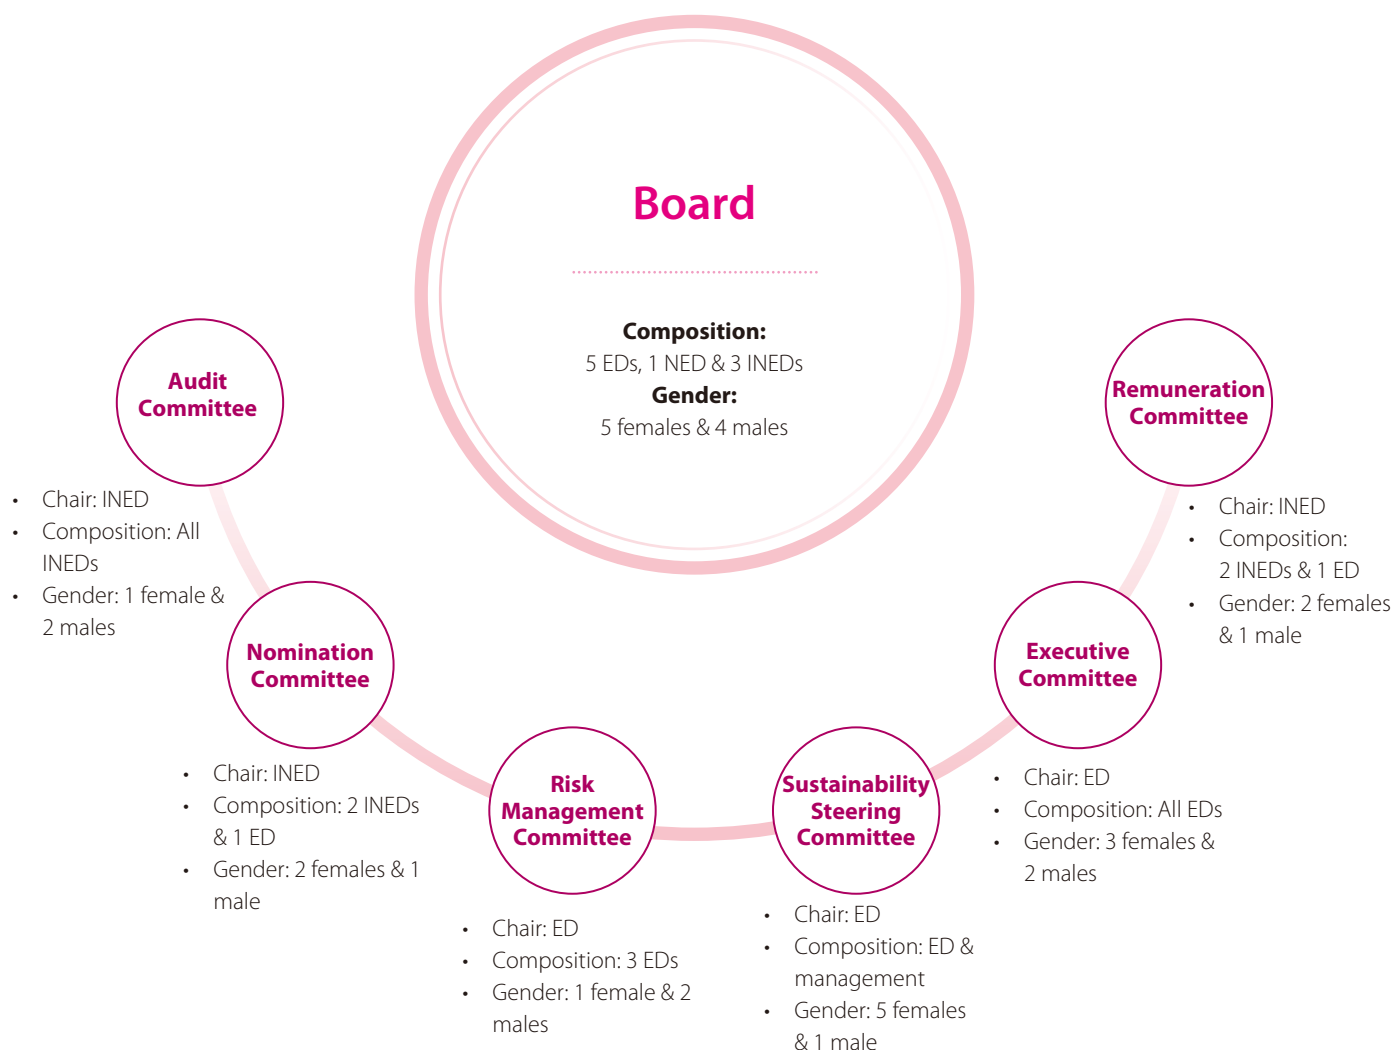 Board
Composition:
5 EDs, 1 NED & 3 INEDs
Gender:
5 females & 4 males
Audit
Committee
• Chair: INED
• Composition: All
INEDs
• Gender: 1 female &
2 males
Nomination
Committee
• Chair: INED
• Composition: 2 INEDs
& 1 ED
• Gender: 2 females & 1
male
Risk
Management
Committee
• Chair: ED
• Composition: 3 EDs
• Gender: 1 female & 2
males
Sustainability
Steering
Committee
• Chair: ED
• Composition: ED &
management
• Gender: 5 females
& 1 male
Executive
Committee
• Chair: ED
• Composition: All EDs
• Gender: 3 females &
2 males
Remuneration
Committee
• Chair: INED
• Composition:
2 INEDs & 1 ED
• Gender: 2 females
& 1 male